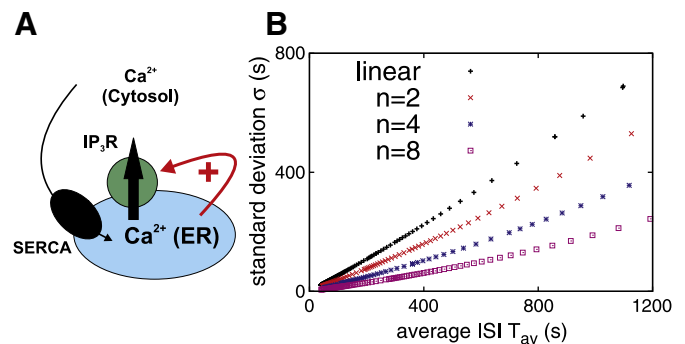 A
Ca²⁺
(Cytosol)
IP₃R
+
SERCA
Ca²⁺ (ER)
B
standard deviation σ (s)
800
400
0
linear
n=2
n=4
n=8
0
400
800
1200
average ISI Tav (s)